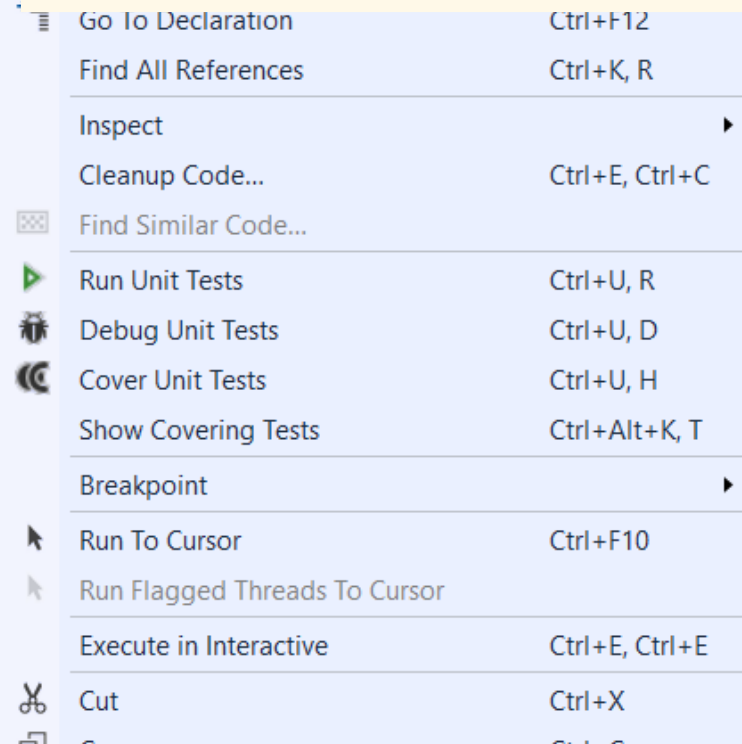 Go To Declaration Ctrl+F12
Find All References Ctrl+K, R
Inspect
Cleanup Code... Ctrl+E, Ctrl+C
Find Similar Code...
Run Unit Tests Ctrl+U, R
Debug Unit Tests Ctrl+U, D
Cover Unit Tests Ctrl+U, H
Show Covering Tests Ctrl+Alt+K, T
Breakpoint
Run To Cursor Ctrl+F10
Run Flagged Threads To Cursor
Execute in Interactive Ctrl+E, Ctrl+E
Cut Ctrl+X